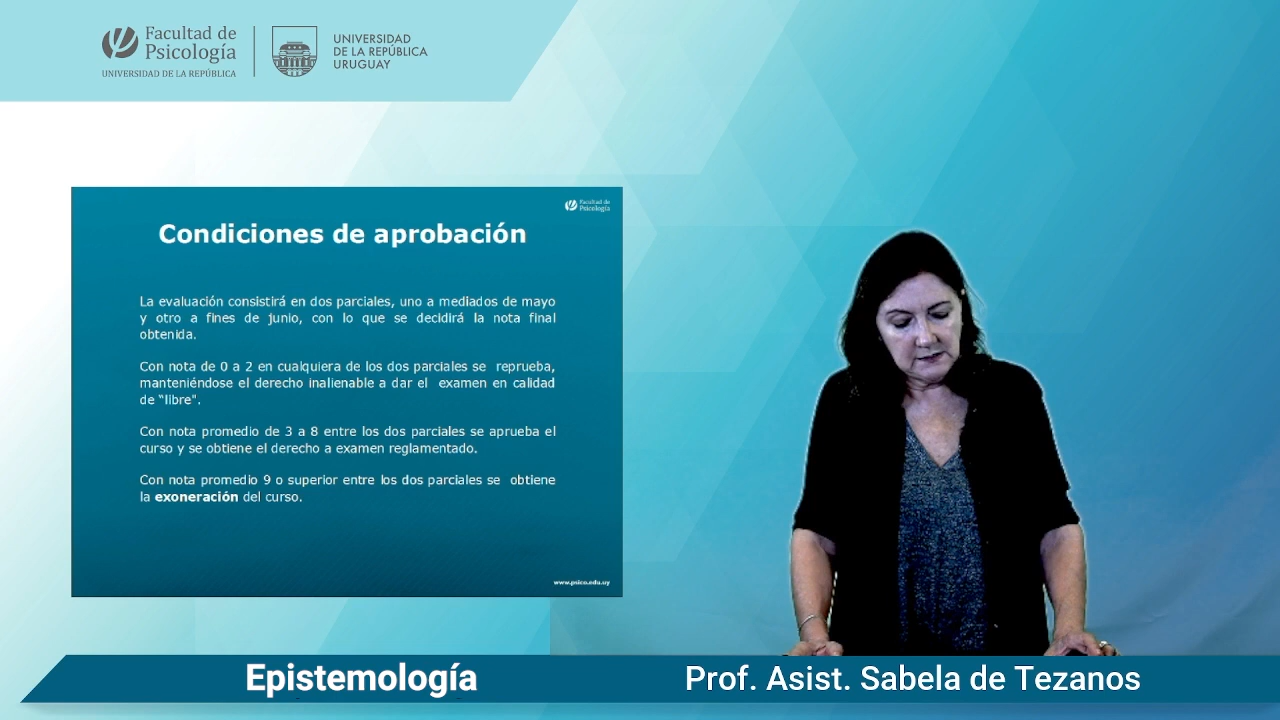 Facultad de
Psicología
UNIVERSIDAD DE LA REPÚBLICA
UNIVERSIDAD
DE LA REPÚBLICA
URUGUAY
Facultad de
Psicología
Condiciones de aprobación
La evaluación consistirá en dos parciales, uno a mediados de mayo
y otro a fines de junio, con lo que se decidirá la nota final
obtenida.
Con nota de 0 a 2 en cualquiera de los dos parciales se reprueba,
manteniéndose el derecho inalienable a dar el examen en calidad
de “libre".
Con nota promedio de 3 a 8 entre los dos parciales se aprueba el
curso y se obtiene el derecho a examen reglamentado.
Con nota promedio 9 o superior entre los dos parciales se obtiene
la exoneración del curso.
www.psico.edu.uy
Epistemología
Prof. Asist. Sabela de Tezanos